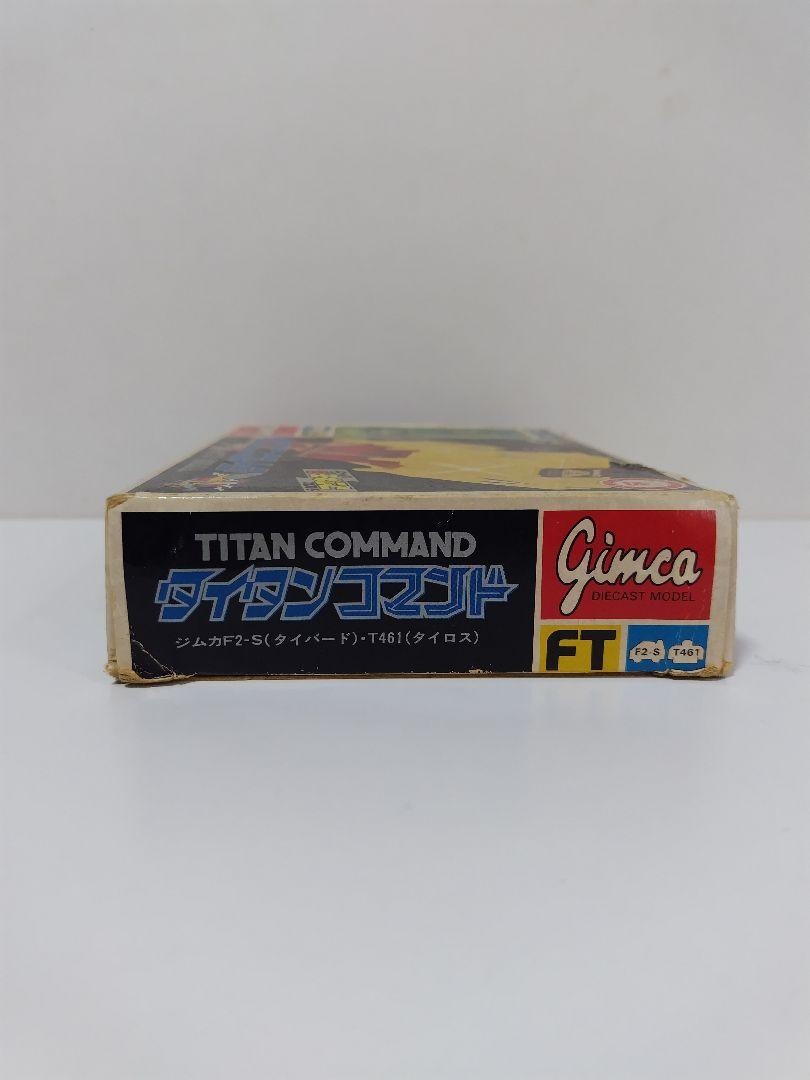 TITAN COMMAND
タイタンコマンド
ジムカF2-S(タイバード)・T461(タイロス)
Gimca
DIECAST MODEL
FT
F2-S
T461